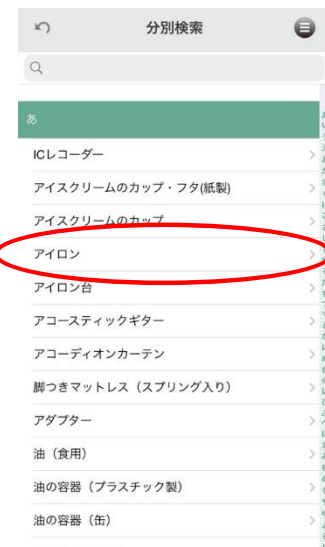 分別検索
あ
ICレコーダー
アイスクリームのカップ・フタ(紙製)
アイスクリームのカップ
アイロン
アイロン台
アコースティックギター
アコーディオンカーテン
脚つきマットレス（スプリング入り）
アダプター
油（食用）
油の容器（プラスチック製）
油の容器（缶）